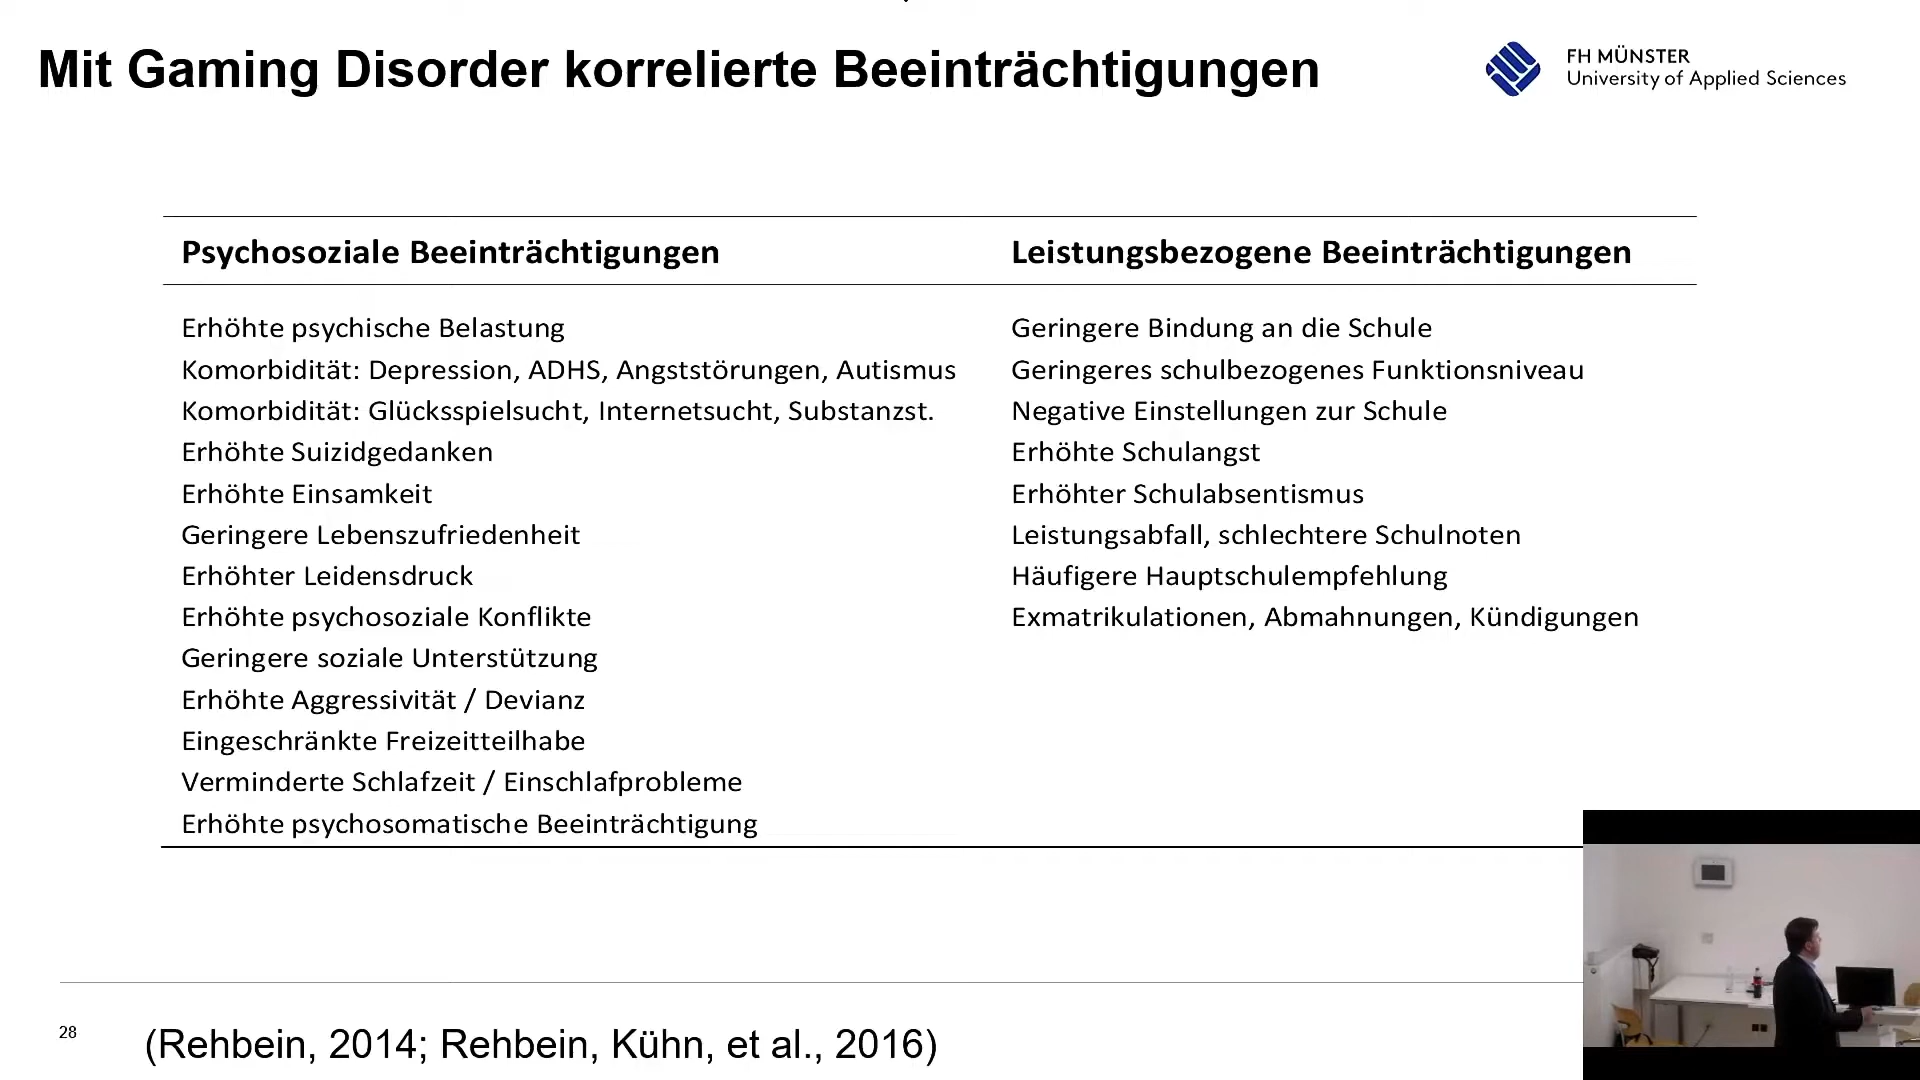 Mit Gaming Disorder korrelierte Beeinträchtigungen
FH MÜNSTER
University of Applied Sciences
Psychosoziale Beeinträchtigungen
Erhöhte psychische Belastung
Komorbidität: Depression, ADHS, Angststörungen, Autismus
Komorbidität: Glücksspielsucht, Internetsucht, Substanzst.
Erhöhte Suizidgedanken
Erhöhte Einsamkeit
Geringere Lebenszufriedenheit
Erhöhter Leidensdruck
Erhöhte psychosoziale Konflikte
Geringere soziale Unterstützung
Erhöhte Aggressivität / Devianz
Eingeschränkte Freizeitteilhabe
Verminderte Schlafzeit / Einschlafprobleme
Erhöhte psychosomatische Beeinträchtigung
Leistungsbezogene Beeinträchtigungen
Geringere Bindung an die Schule
Geringeres schulbezogenes Funktionsniveau
Negative Einstellungen zur Schule
Erhöhte Schulangst
Erhöhter Schulabsentismus
Leistungsabfall, schlechtere Schulnoten
Häufigere Hauptschulempfehlung
Exmatrikulationen, Abmahnungen, Kündigungen
28
(Rehbein, 2014; Rehbein, Kühn, et al., 2016)